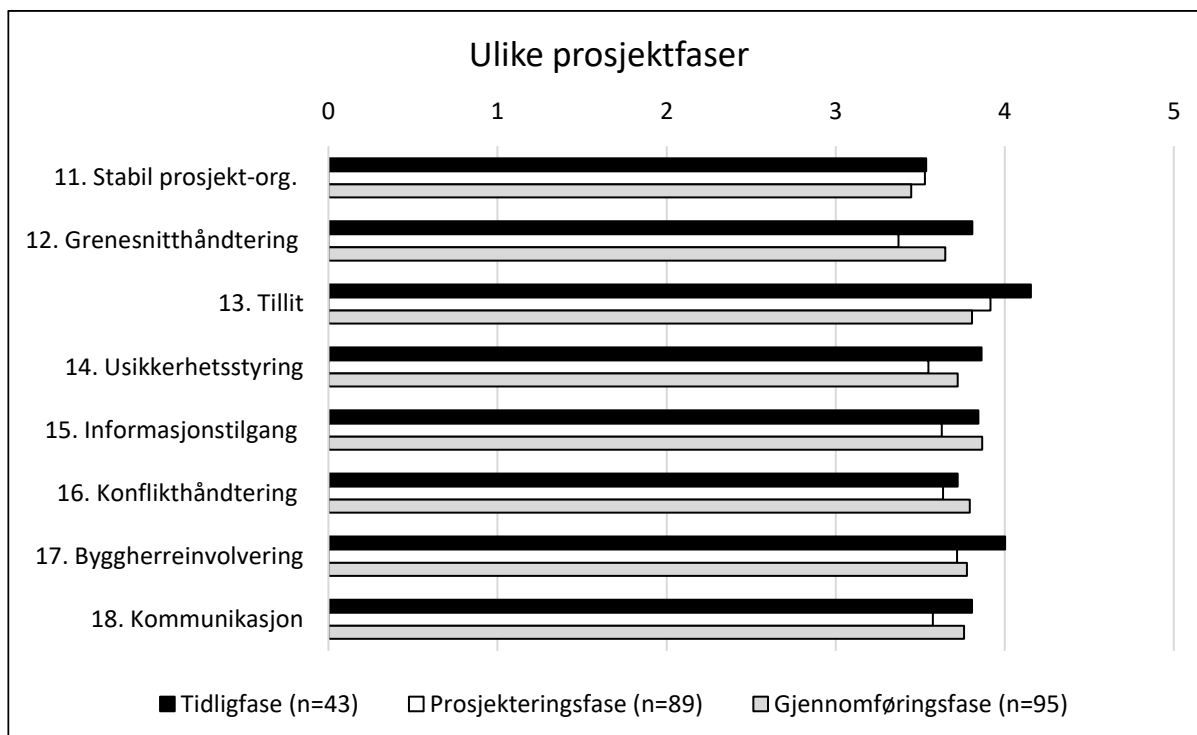 Ulike prosjektfaser
0 1 2 3 4 5
11. Stabil prosjekt-org.
12. Grenesnitthåndtering
13. Tillit
14. Usikkerhetsstyring
15. Informasjonstilgang
16. Konflikthåndtering
17. Byggherreinvolvering
18. Kommunikasjon
Tidligfase (n=43) Prosjekteringsfase (n=89) Gjennomføringsfase (n=95)